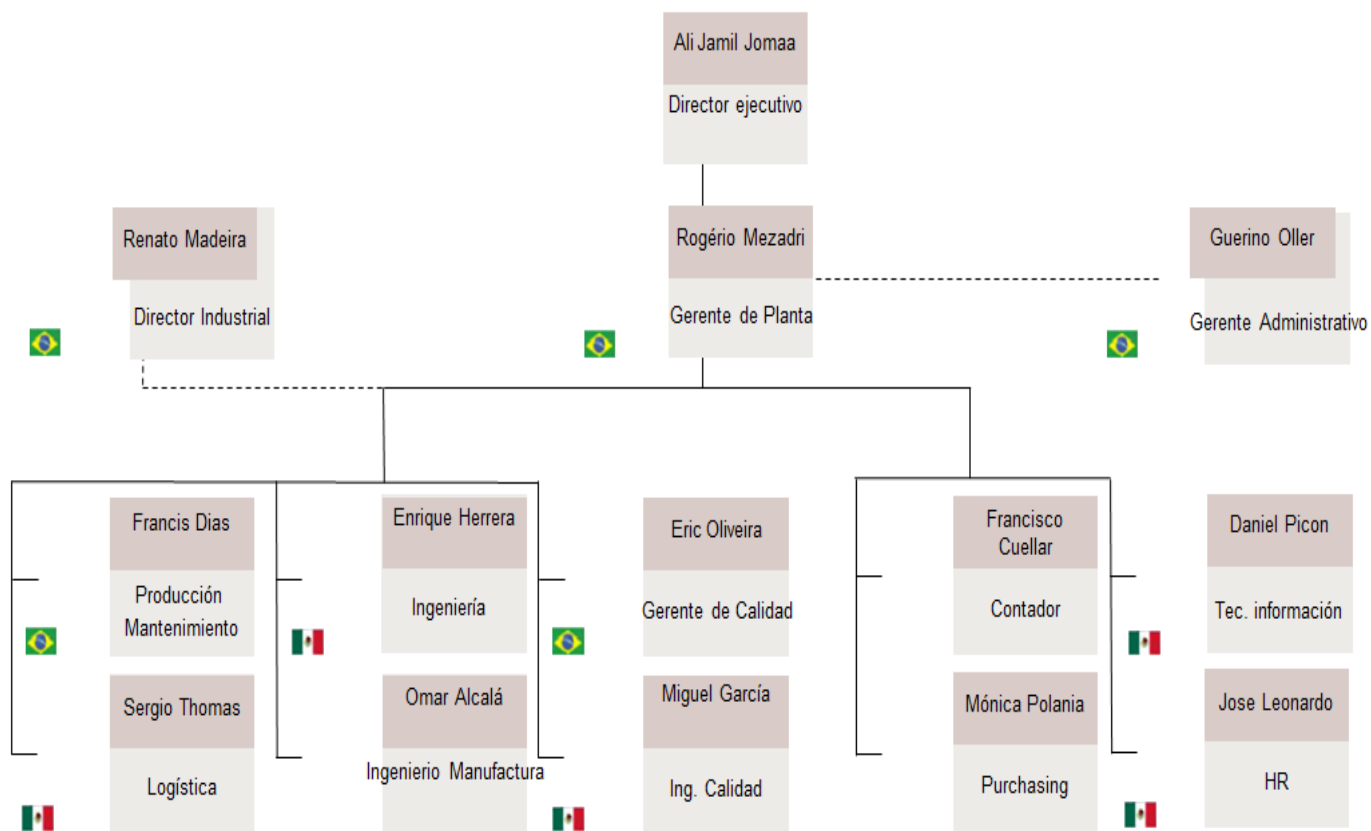 Ali Jamil Jomaa
Director ejecutivo
Renato Madeira
Director Industrial
Rogério Mezadri
Gerente de Planta
Guerino Oller
Gerente Administrativo
Francis Dias
Producción
Mantenimiento
Enrique Herrera
Ingeniería
Eric Oliveira
Gerente de Calidad
Francisco
Cuellar
Contador
Daniel Picon
Tec. información
Sergio Thomas
Logística
Omar Alcalá
Ingenierio Manufactura
Miguel García
Ing. Calidad
Mónica Polania
Purchasing
Jose Leonardo
HR